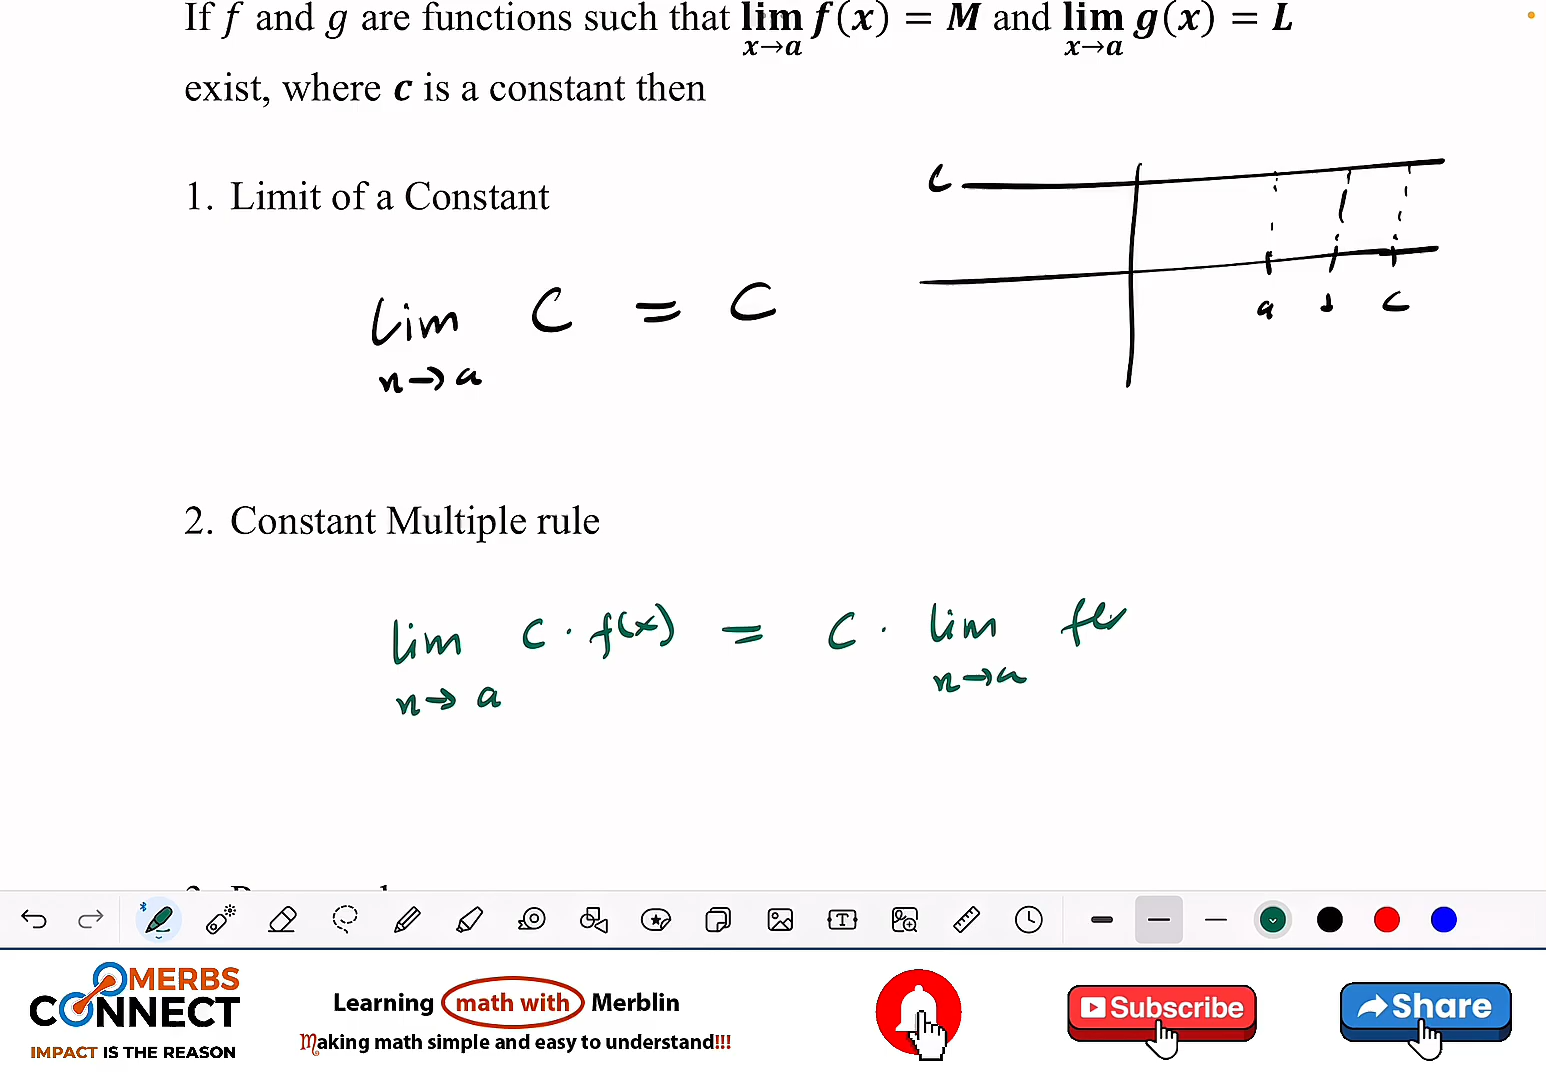 If f and g are functions such that lim f(x) = M and lim g(x) = L
x→a x→a
exist, where c is a constant then
1. Limit of a Constant
C
lim C = C
x→a
a b c
2. Constant Multiple rule
lim C · f(x) = C · lim
x→a x→a
T
MERBS
CONNECT
IMPACT IS THE REASON
Learning math with Merblin
Making math simple and easy to understand!!!
Subscribe
Share